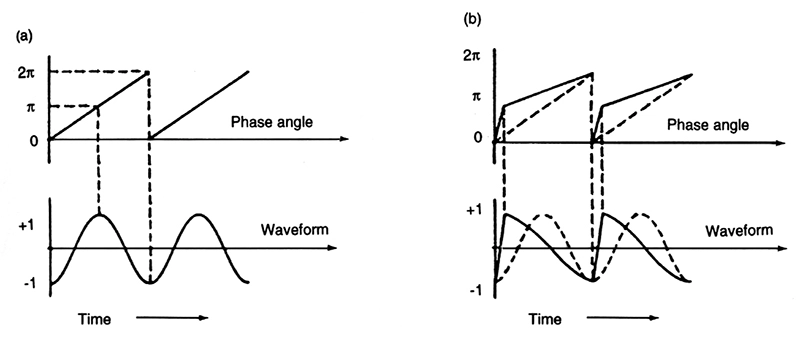 (a)
2π
π
0
Phase angle
+1
Waveform
-1
Time
(b)
2π
π
0
Phase angle
+1
Waveform
-1
Time